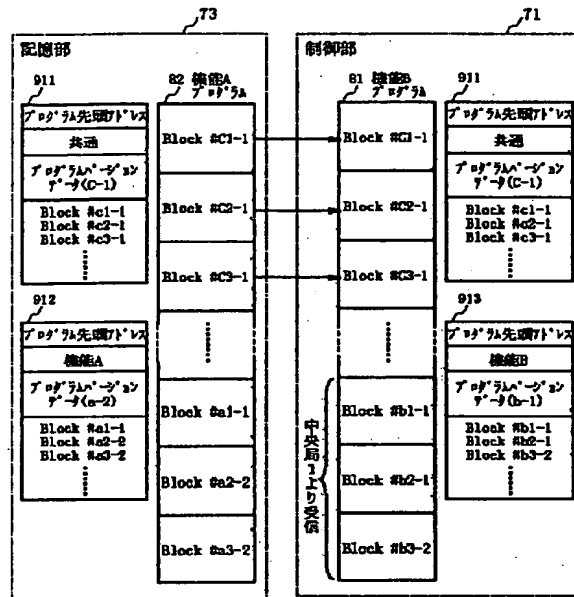 73
71
記憶部
制御部
911
82 機能A
プログラム
81 機能B
プログラム
911
プログラム先頭アドレス
共通
プログラムバージョン
データ(C-1)
Block #c1-1
Block #c2-1
Block #c3-1
Block #C1-1
Block #C2-1
Block #C3-1
Block #C1-1
Block #C2-1
Block #C3-1
プログラム先頭アドレス
共通
プログラムバージョン
データ(C-1)
Block #c1-1
Block #c2-1
Block #c3-1
912
プログラム先頭アドレス
機能A
プログラムバージョン
データ(a-2)
Block #a1-1
Block #a2-2
Block #a3-2
Block #a1-1
Block #a2-2
Block #a3-2
中央局より受信
Block #b1-1
Block #b2-1
Block #b3-2
913
プログラム先頭アドレス
機能B
プログラムバージョン
データ(b-1)
Block #b1-1
Block #b2-1
Block #b3-2